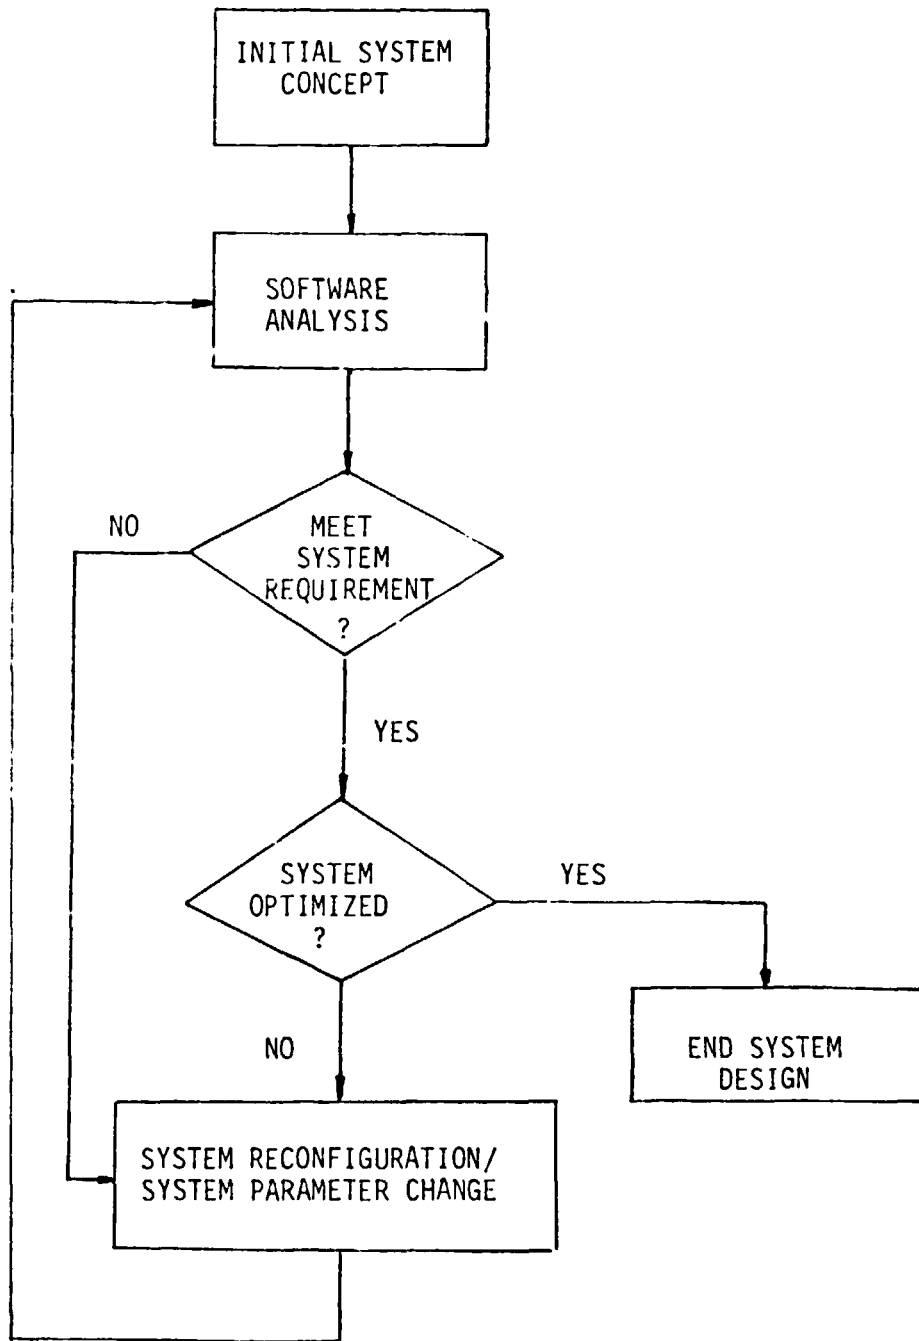 INITIAL SYSTEM
CONCEPT
SOFTWARE
ANALYSIS
NO
MEET
SYSTEM
REQUIREMENT
?
YES
SYSTEM
OPTIMIZED
?
YES
NO
END SYSTEM
DESIGN
SYSTEM RECONFIGURATION/
SYSTEM PARAMETER CHANGE